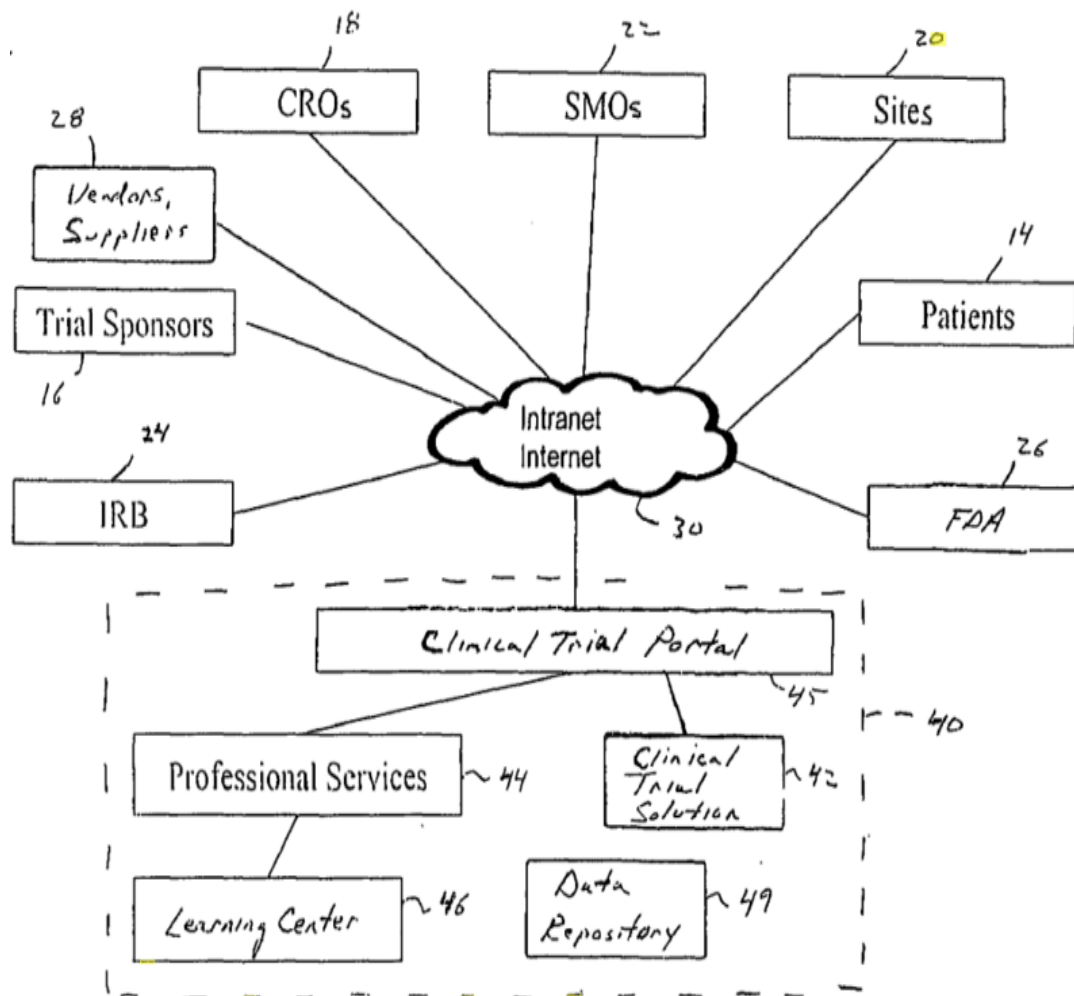 18
22
20
CROs
SMOs
Sites
28
Vendors,
Suppliers
14
Trial Sponsors
Patients
16
Intranet
Internet
24
26
IRB
30
FDA
Clinical Trial Portal
45
40
Professional Services
44
Clinical
Trial
Solution
42
Learning Center
46
Data
Repository
49